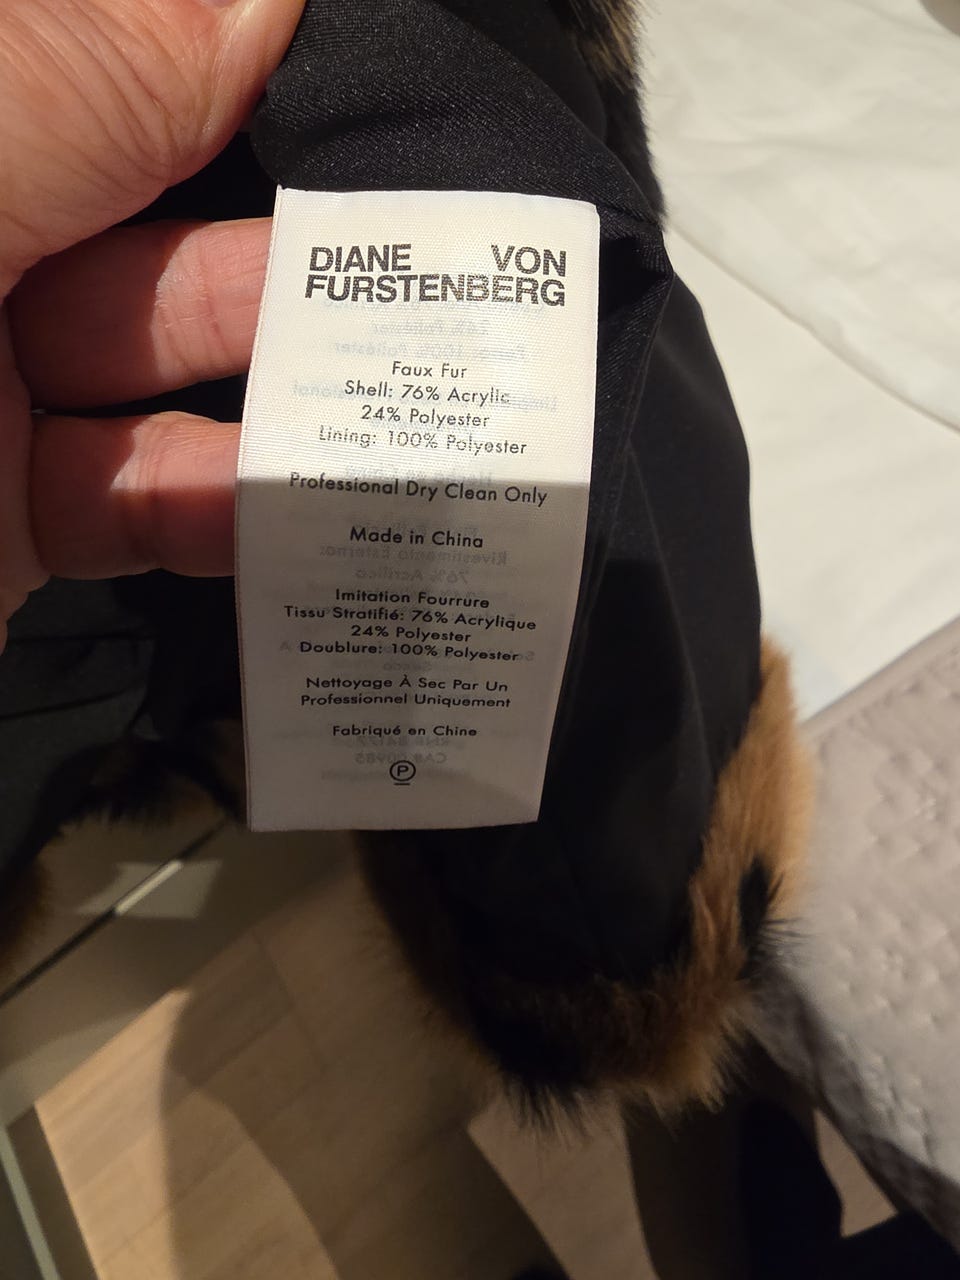 DIANE VON
FURSTENBERG
Faux Fur
Shell: 76% Acrylic
24% Polyester
Lining: 100% Polyester
Professional Dry Clean Only
Made in China
Imitation Fourrure
Tissu Stratifié: 76% Acrylique
24% Polyester
Doublure: 100% Polyester
Nettoyage À Sec Par Un
Professionnel Uniquement
Fabriqué en Chine
P